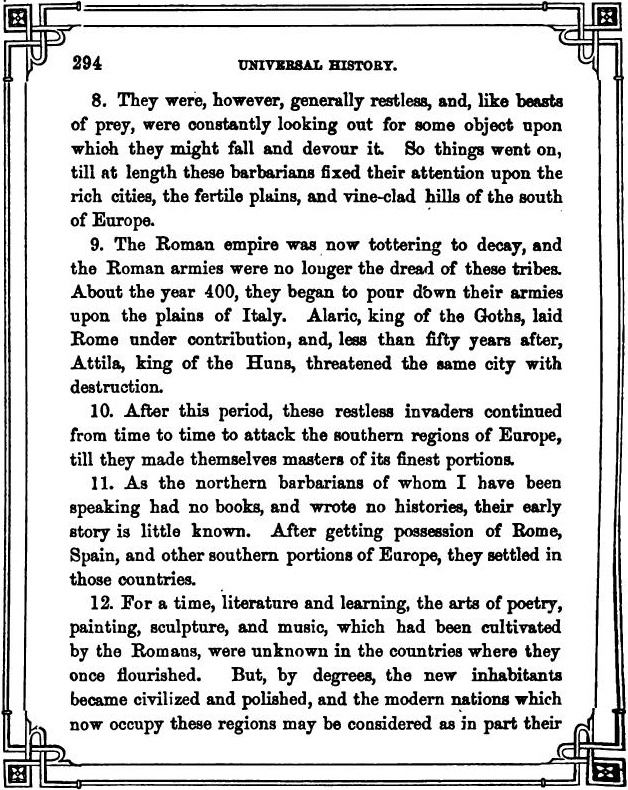 294 UNIVERSAL HISTORY.
8. They were, however, generally restless, and, like beasts
of prey, were constantly looking out for some object upon
which they might fall and devour it. So things went on,
till at length these barbarians fixed their attention upon the
rich cities, the fertile plains, and vine-clad hills of the south
of Europe.
9. The Roman empire was now tottering to decay, and
the Roman armies were no longer the dread of these tribes.
About the year 400, they began to pour down their armies
upon the plains of Italy. Alaric, king of the Goths, laid
Rome under contribution, and, less than fifty years after,
Attila, king of the Huns, threatened the same city with
destruction.
10. After this period, these restless invaders continued
from time to time to attack the southern regions of Europe,
till they made themselves masters of its finest portions.
11. As the northern barbarians of whom I have been
speaking had no books, and wrote no histories, their early
story is little known. After getting possession of Rome,
Spain, and other southern portions of Europe, they settled in
those countries.
12. For a time, literature and learning, the arts of poetry,
painting, sculpture, and music, which had been cultivated
by the Romans, were unknown in the countries where they
once flourished. But, by degrees, the new inhabitants
became civilized and polished, and the modern nations which
now occupy these regions may be considered as in part their